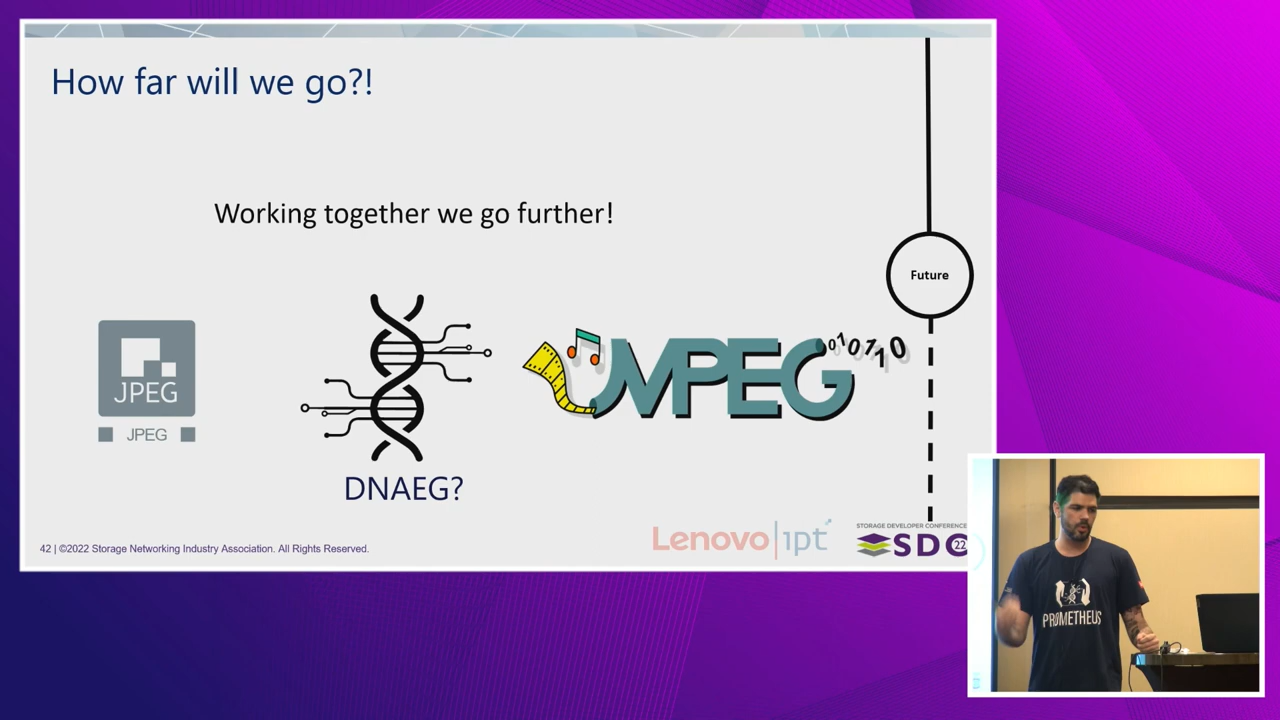 How far will we go?!
Working together we go further!
Future
JPEG
JPEG
MPEG
010110
DNAEG?
42 | ©2022 Storage Networking Industry Association. All Rights Reserved.
Lenovo | ipt
STORAGE DEVELOPER CONFERENCE
SDC 22
PROMETHEUS